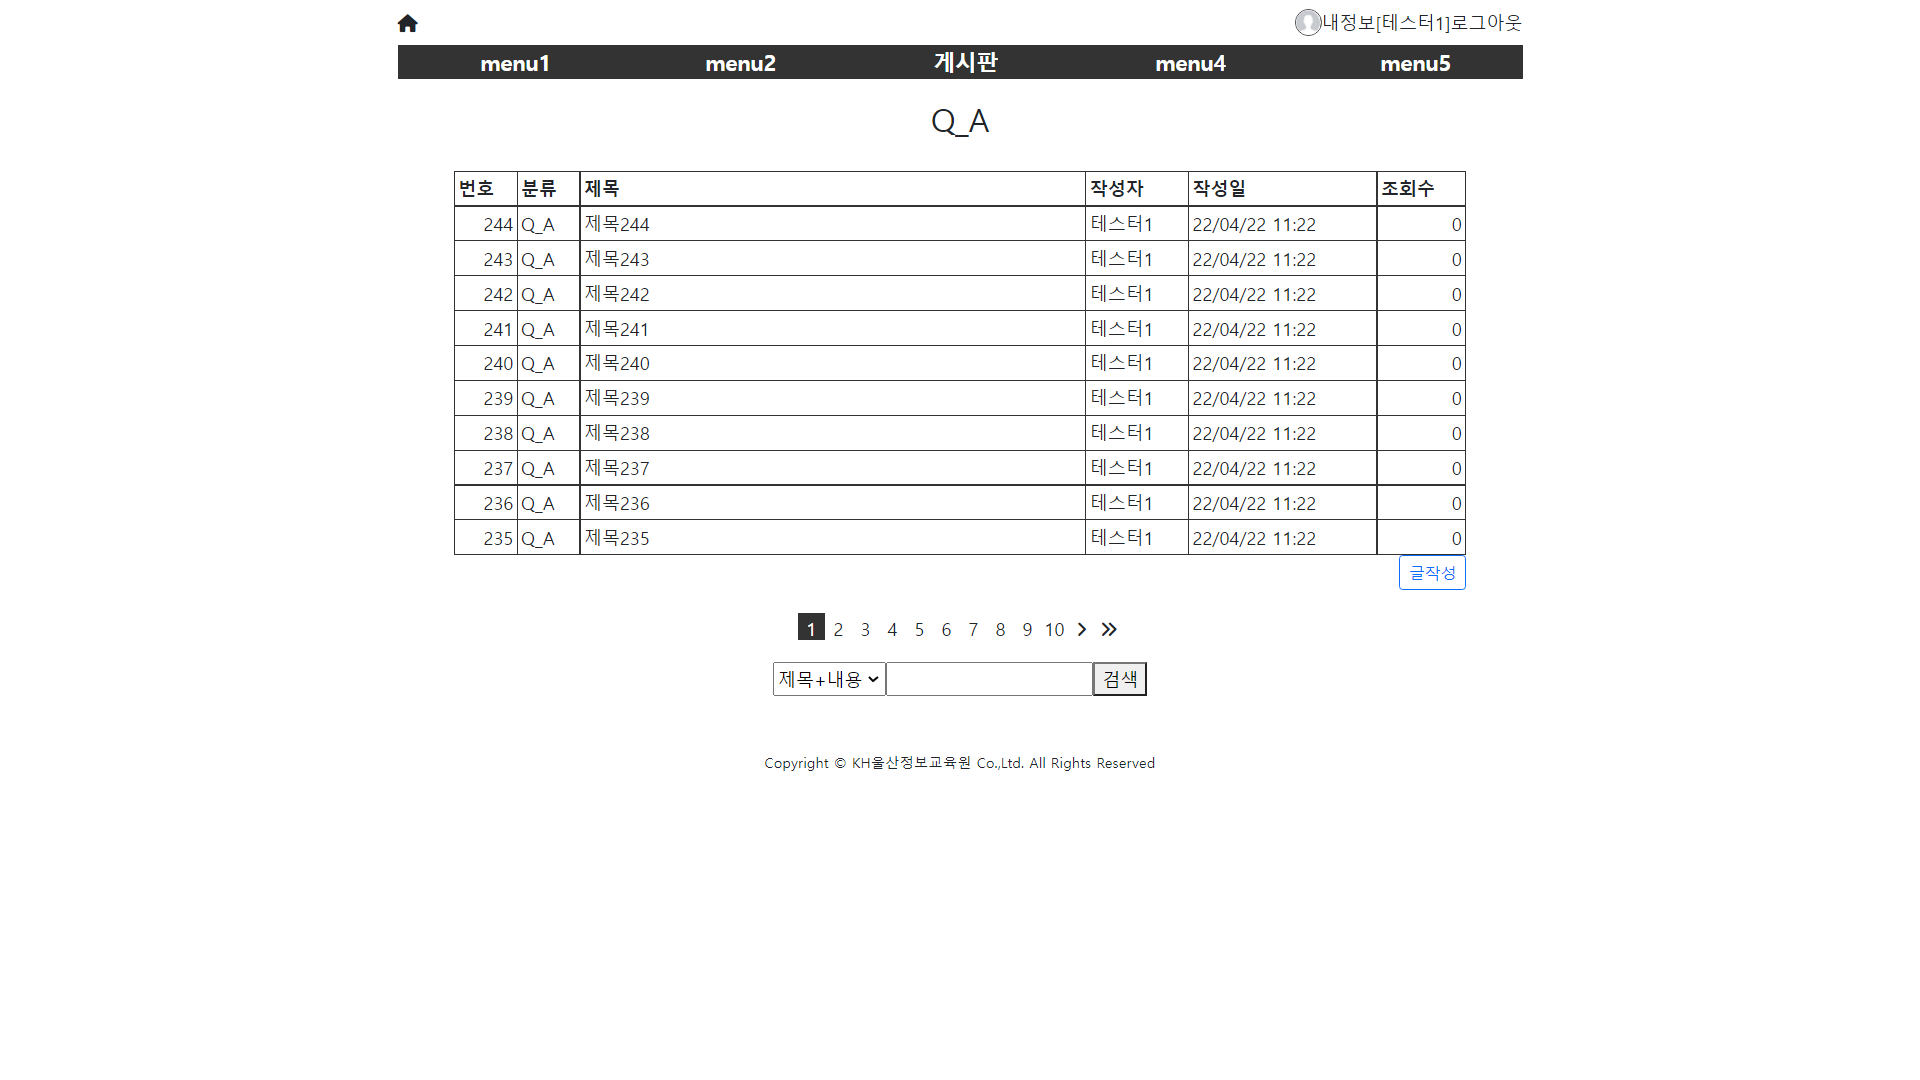 내정보[테스터1]로그아웃
menu1 menu2 게시판 menu4 menu5
Q_A
번호 분류 제목 작성자 작성일 조회수
244 Q_A 제목244 테스터1 22/04/22 11:22 0
243 Q_A 제목243 테스터1 22/04/22 11:22 0
242 Q_A 제목242 테스터1 22/04/22 11:22 0
241 Q_A 제목241 테스터1 22/04/22 11:22 0
240 Q_A 제목240 테스터1 22/04/22 11:22 0
239 Q_A 제목239 테스터1 22/04/22 11:22 0
238 Q_A 제목238 테스터1 22/04/22 11:22 0
237 Q_A 제목237 테스터1 22/04/22 11:22 0
236 Q_A 제목236 테스터1 22/04/22 11:22 0
235 Q_A 제목235 테스터1 22/04/22 11:22 0
글작성
1 2 3 4 5 6 7 8 9 10
제목+내용 검색
Copyright © KH울산정보교육원 Co.,Ltd. All Rights Reserved